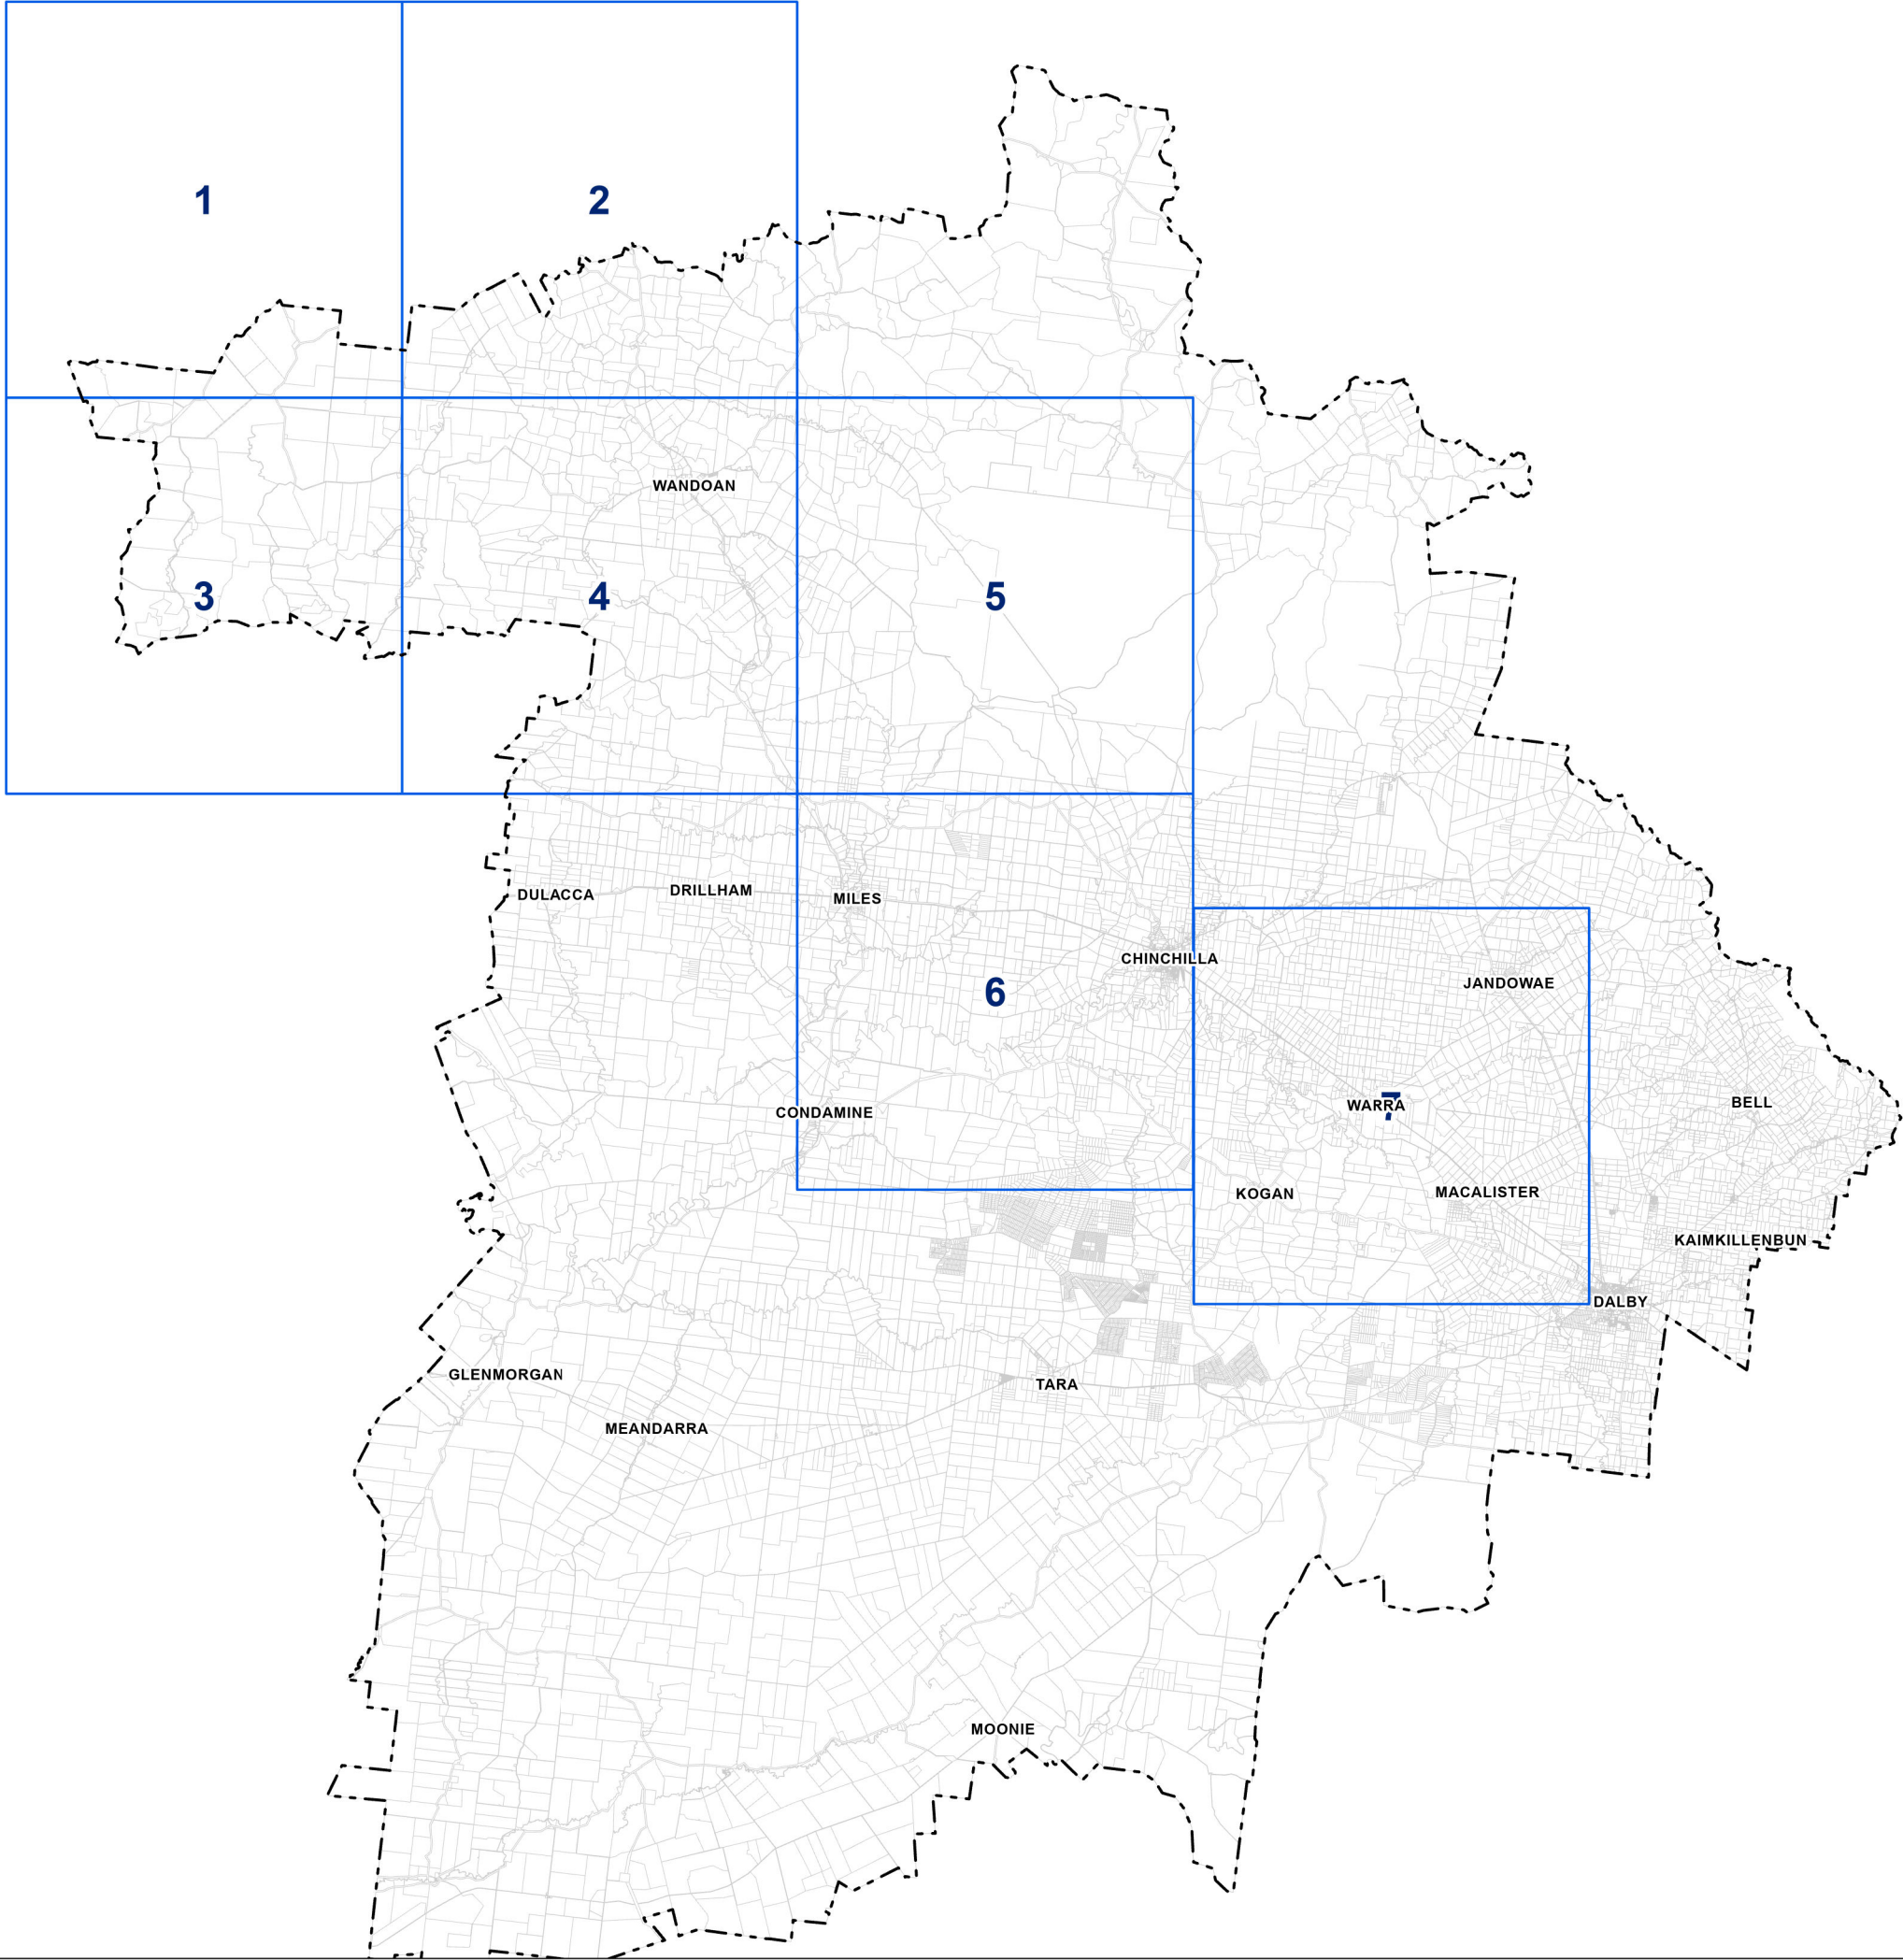 1
2
WANDOAN
3
4
5
DULACCA
DRILLHAM
MILES
CHINCHILLA
JANDOWAE
6
CONDAMINE
WARRA
7
BELL
KOGAN
MACALISTER
KAIMKILLENBUN
DALBY
GLENMORGAN
TARA
MEANDARRA
MOONIE